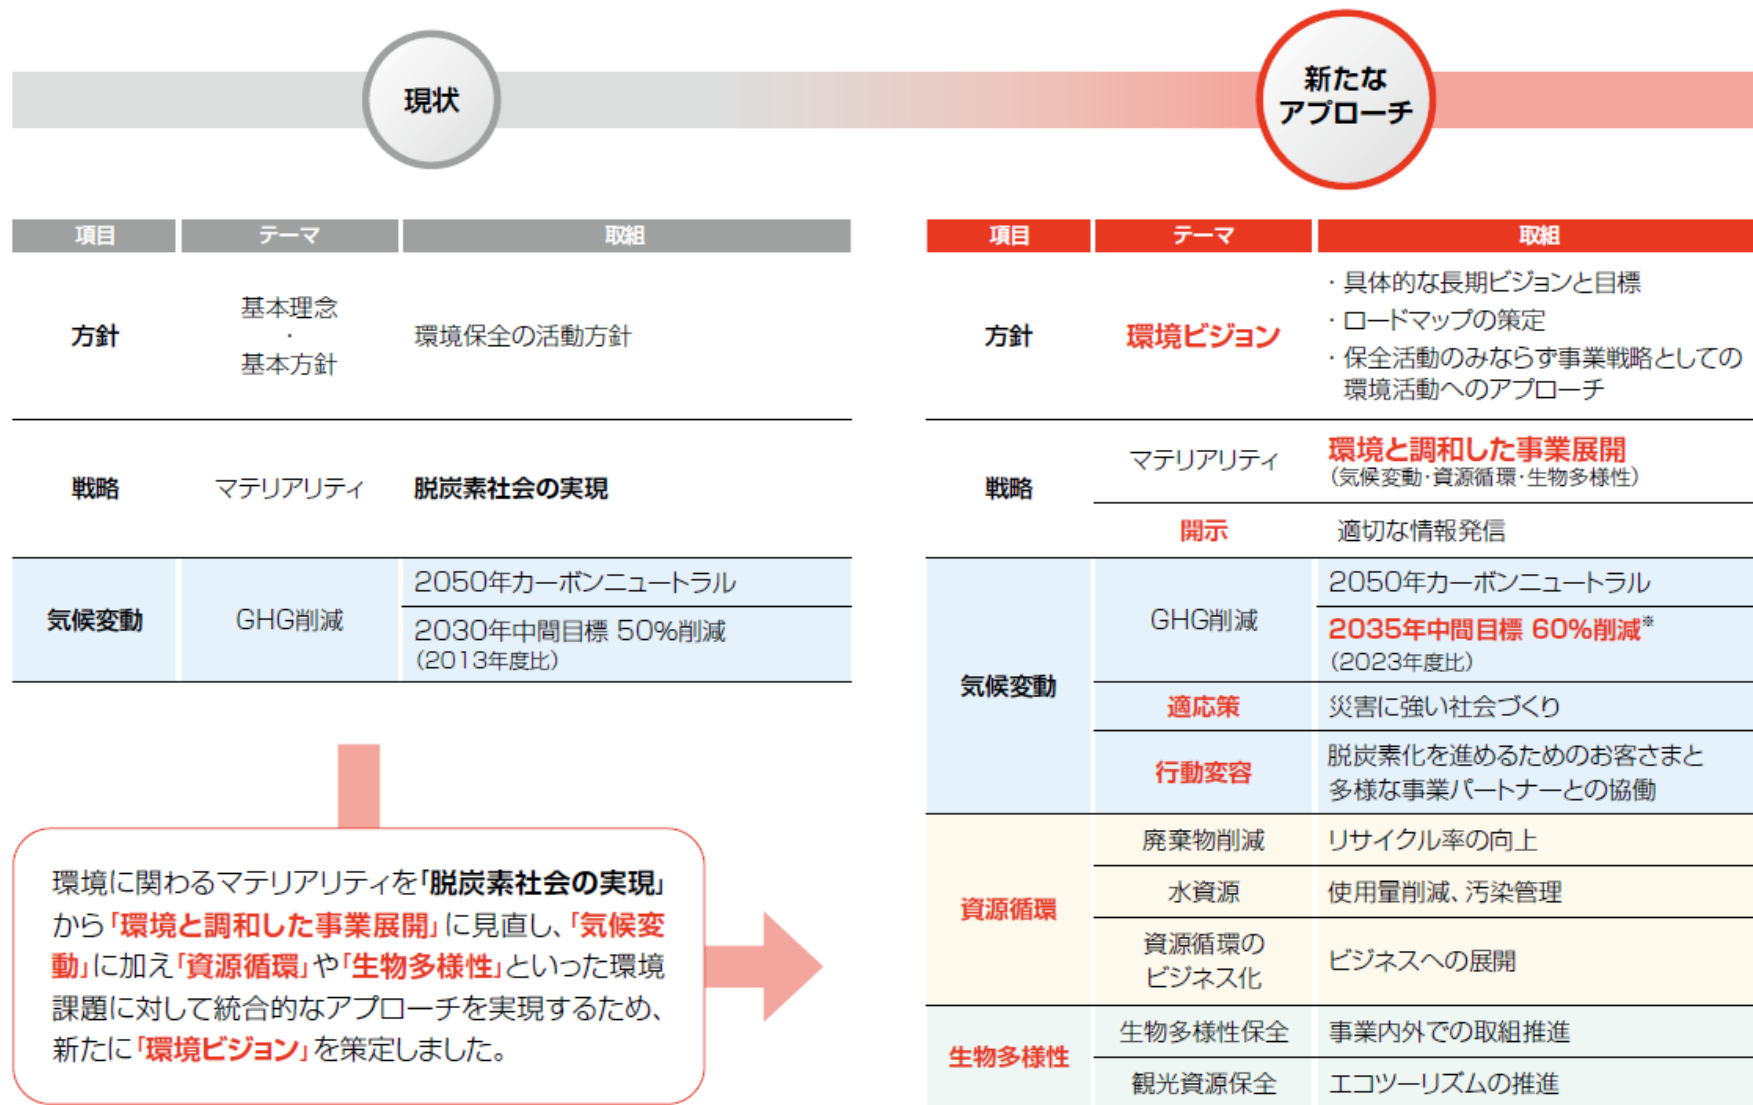 現状
新たな
アプローチ
項目 テーマ 取組
方針
基本理念
・
基本方針
環境保全の活動方針
戦略 マテリアリティ 脱炭素社会の実現
気候変動 GHG削減
2050年カーボンニュートラル
2030年中間目標 50%削減
(2013年度比)
環境に関わるマテリアリティを「脱炭素社会の実現」
から「環境と調和した事業展開」に見直し、「気候変
動」に加え「資源循環」や「生物多様性」といった環境
課題に対して統合的なアプローチを実現するため、
新たに「環境ビジョン」を策定しました。
項目 テーマ 取組
方針 環境ビジョン
・具体的な長期ビジョンと目標
・ロードマップの策定
・保全活動のみならず事業戦略としての
環境活動へのアプローチ
戦略
マテリアリティ
環境と調和した事業展開
(気候変動・資源循環・生物多様性)
開示 適切な情報発信
気候変動
GHG削減
2050年カーボンニュートラル
2035年中間目標 60%削減※
(2023年度比)
適応策 災害に強い社会づくり
行動変容
脱炭素化を進めるためのお客さまと
多様な事業パートナーとの協働
資源循環
廃棄物削減 リサイクル率の向上
水資源 使用量削減、汚染管理
資源循環の
ビジネス化
ビジネスへの展開
生物多様性
生物多様性保全 事業内外での取組推進
観光資源保全 エコツーリズムの推進